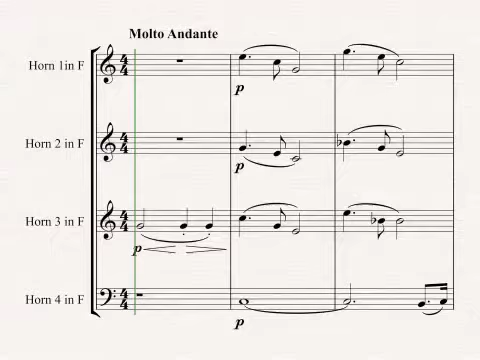 Molto Andante
Horn 1in F
p
Horn 2 in F
p
Horn 3 in F
p
Horn 4 in F
p